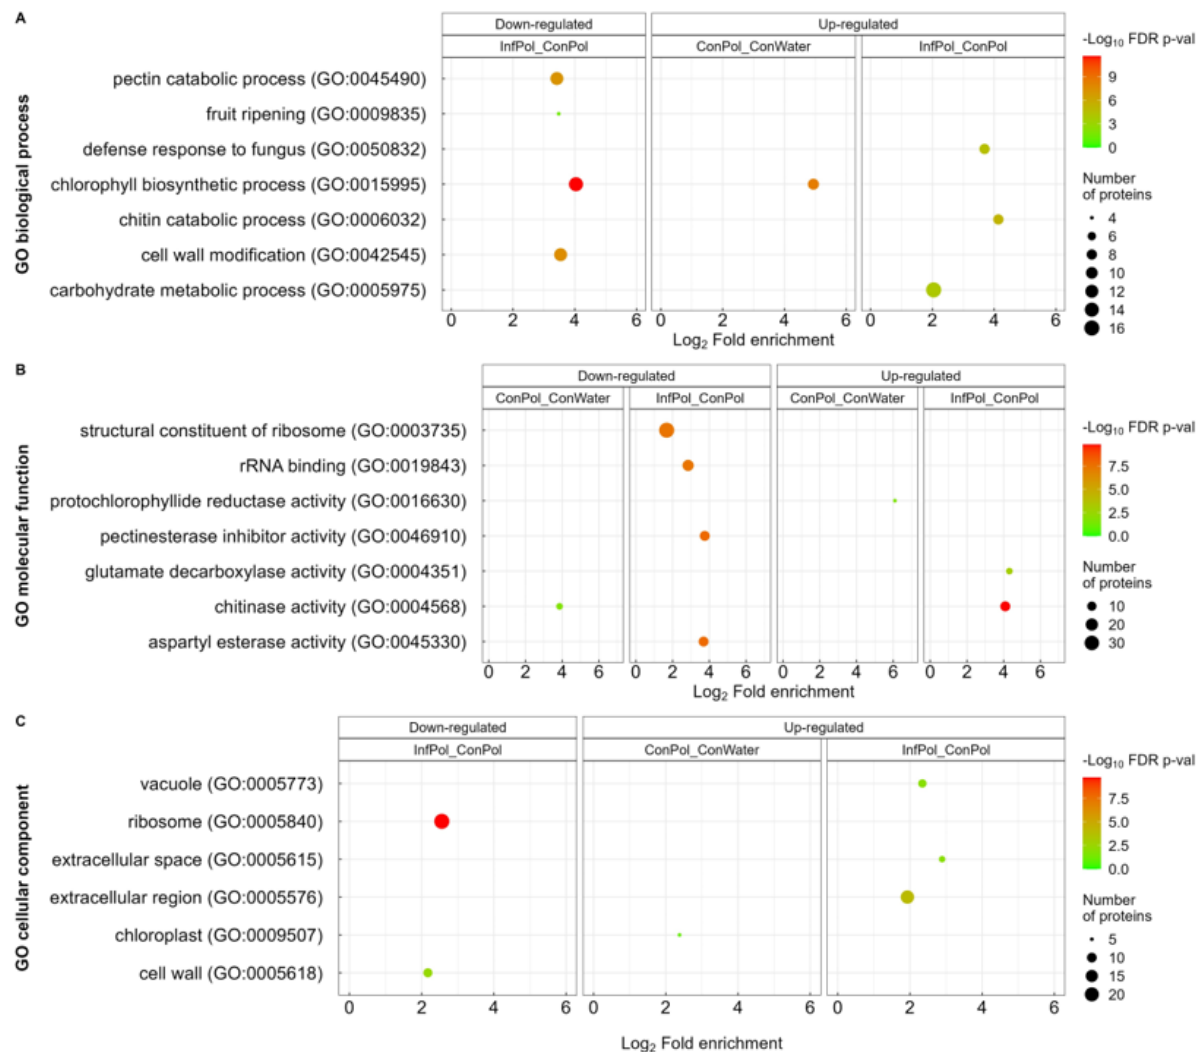 A
Down-regulated
Up-regulated
InfPol_ConPol
ConPol_ConWater
InfPol_ConPol
GO biological process
pectin catabolic process (GO:0045490)
fruit ripening (GO:0009835)
defense response to fungus (GO:0050832)
chlorophyll biosynthetic process (GO:0015995)
chitin catabolic process (GO:0006032)
cell wall modification (GO:0042545)
carbohydrate metabolic process (GO:0005975)
0 2 4 6
0 2 4 6
0 2 4 6
Log2 Fold enrichment
-Log10 FDR p-val
9
6
3
0
Number
of proteins
4
6
8
10
12
14
16
B
Down-regulated
Up-regulated
ConPol_ConWater
InfPol_ConPol
ConPol_ConWater
InfPol_ConPol
GO molecular function
structural constituent of ribosome (GO:0003735)
rRNA binding (GO:0019843)
protochlorophyllide reductase activity (GO:0016630)
pectinesterase inhibitor activity (GO:0046910)
glutamate decarboxylase activity (GO:0004351)
chitinase activity (GO:0004568)
aspartyl esterase activity (GO:0045330)
0 2 4 6
0 2 4 6
0 2 4 6
0 2 4 6
Log2 Fold enrichment
-Log10 FDR p-val
7.5
5.0
2.5
0.0
Number
of proteins
10
20
30
C
Down-regulated
Up-regulated
InfPol_ConPol
ConPol_ConWater
InfPol_ConPol
GO cellular component
vacuole (GO:0005773)
ribosome (GO:0005840)
extracellular space (GO:0005615)
extracellular region (GO:0005576)
chloroplast (GO:0009507)
cell wall (GO:0005618)
0 2 4 6
0 2 4 6
0 2 4 6
Log2 Fold enrichment
-Log10 FDR p-val
7.5
5.0
2.5
0.0
Number
of proteins
5
10
15
20